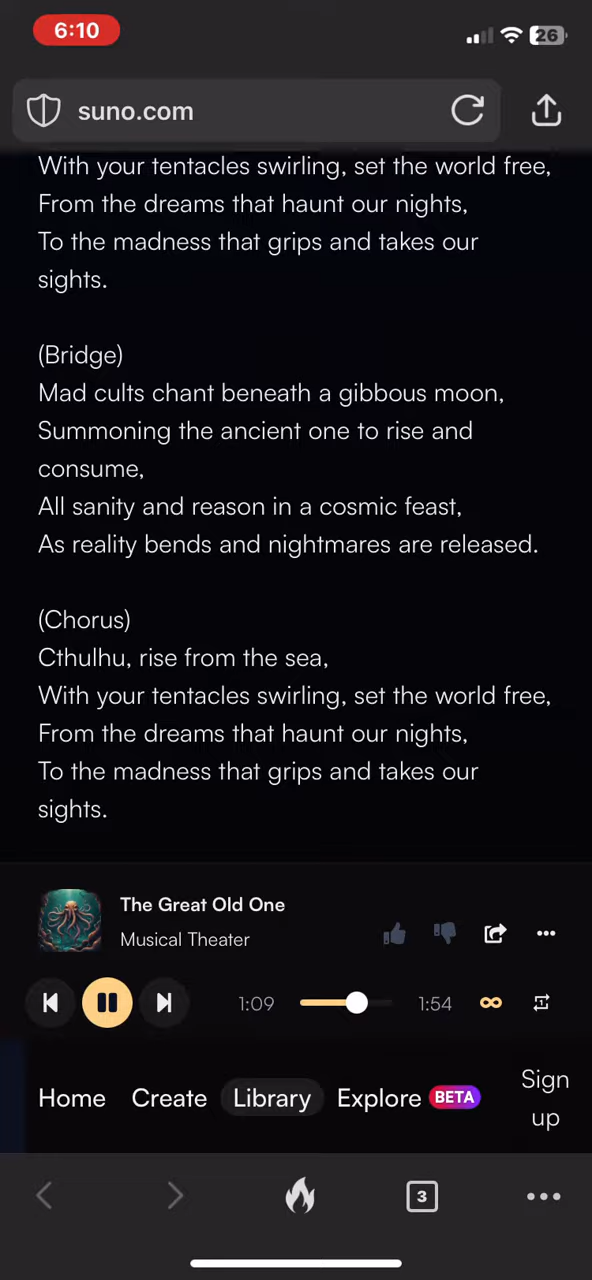 6:10
26
suno.com
With your tentacles swirling, set the world free,
From the dreams that haunt our nights,
To the madness that grips and takes our
sights.
(Bridge)
Mad cults chant beneath a gibbous moon,
Summoning the ancient one to rise and
consume,
All sanity and reason in a cosmic feast,
As reality bends and nightmares are released.
(Chorus)
Cthulhu, rise from the sea,
With your tentacles swirling, set the world free,
From the dreams that haunt our nights,
To the madness that grips and takes our
sights.
The Great Old One
Musical Theater
1:09
1:54
1
Home Create Library Explore BETA Sign
up
3